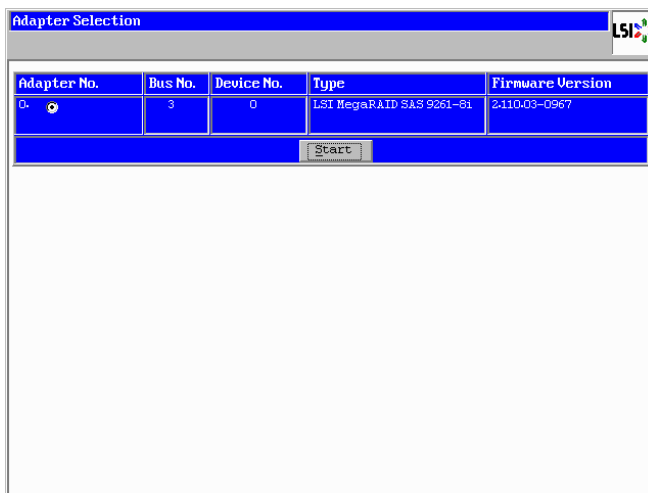 Adapter Selection
LSI
Adapter No. Bus No. Device No. Type Firmware Version
0. 3 0 LSI MegaRAID SAS 9261-8i 2.110.03-0967
Start